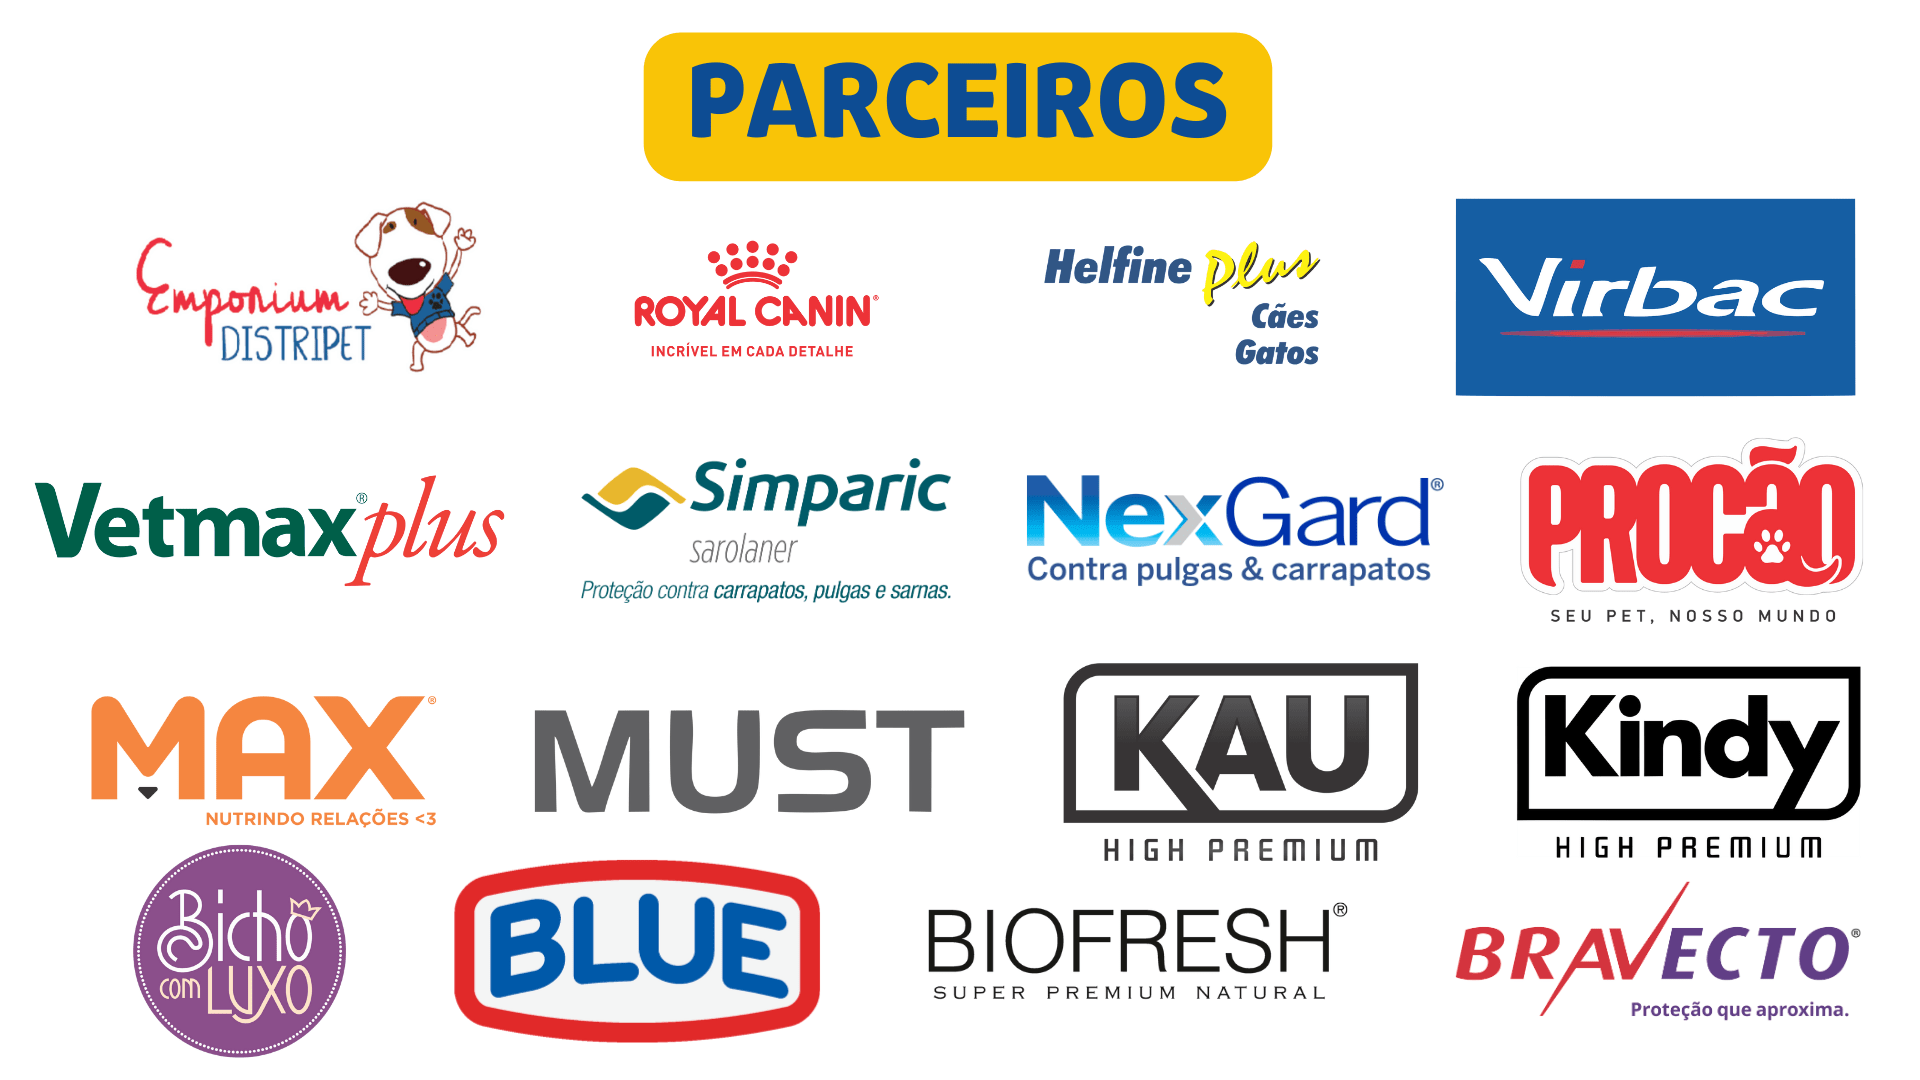 PARCEIROS
Emporium
DISTRIPET
ROYAL CANIN®
INCRÍVEL EM CADA DETALHE
Helfine plus
Cães
Gatos
Virbac
Vetmax®plus
Simparic
sarolaner
Proteção contra carrapatos, pulgas e sarnas.
NexGard®
Contra pulgas & carrapatos
PROCÃO
SEU PET, NOSSO MUNDO
MAX®
NUTRINDO RELAÇÕES <3
MUST
KAU
HIGH PREMIUM
Kindy
HIGH PREMIUM
Bicho
com LUXO
BLUE
BIOFRESH®
SUPER PREMIUM NATURAL
BRAVECTO®
Proteção que aproxima.